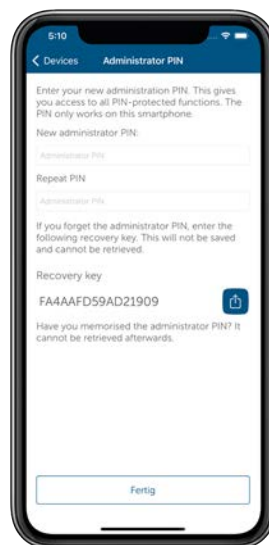 5:10
Devices Administrator PIN
Enter your new administration PIN. This gives
you access to all PIN-protected functions. The
PIN only works on this smartphone.
New administrator PIN:
Administrator PIN
Repeat PIN
Administrator PIN
If you forget the administrator PIN, enter the
following recovery key. This will not be saved
and cannot be retrieved.
Recovery key
FA4AAFD59AD21909
Have you memorised the administrator PIN? It
cannot be retrieved afterwards.
Fertig